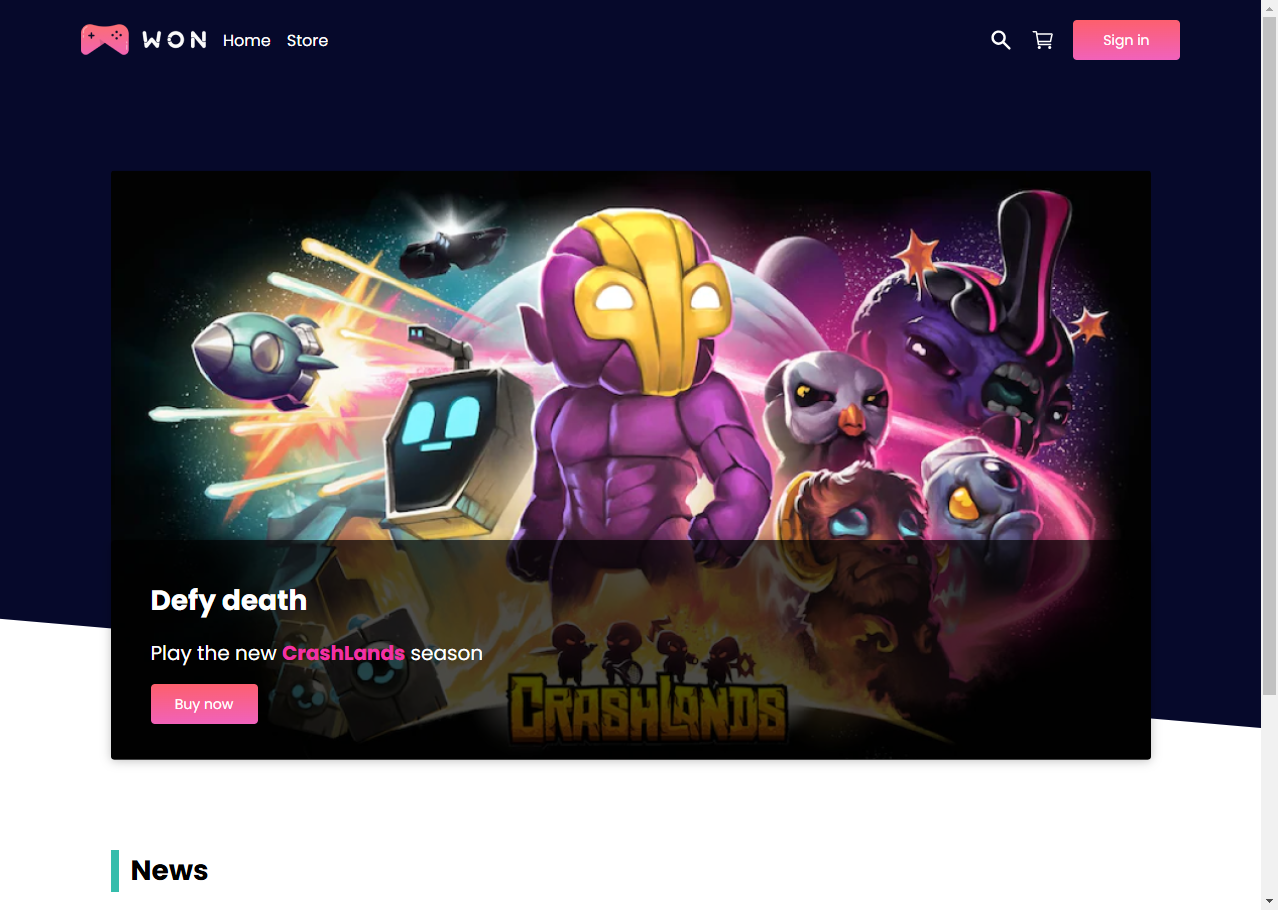 WON Home Store Sign in
Defy death
Play the new CrashLands season
Buy now
CRASHLANDS
News